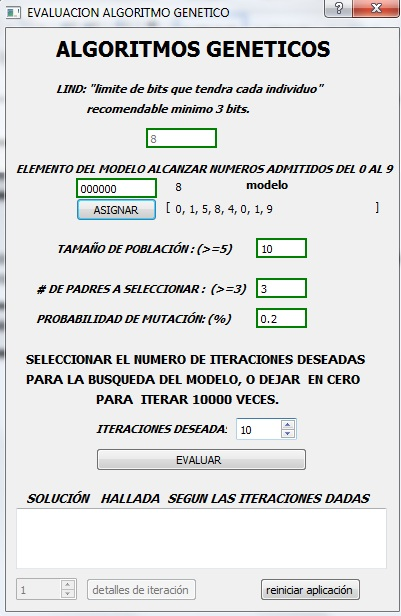 EVALUACION ALGORITMO GENETICO
ALGORITMOS GENETICOS
LIND: "limite de bits que tendra cada individuo"
recomendable minimo 3 bits.
8
ELEMENTO DEL MODELO ALCANZAR NUMEROS ADMITIDOS DEL 0 AL 9
000000 8 modelo
ASIGNAR [ 0, 1, 5, 8, 4, 0, 1, 9 ]
TAMAÑO DE POBLACIÓN : (>=5) 10
# DE PADRES A SELECCIONAR : (>=3) 3
PROBABILIDAD DE MUTACIÓN: (%) 0.2
SELECCIONAR EL NUMERO DE ITERACIONES DESEADAS
PARA LA BUSQUEDA DEL MODELO, O DEJAR EN CERO
PARA ITERAR 10000 VECES.
ITERACIONES DESEADA: 10
EVALUAR
SOLUCIÓN HALLADA SEGUN LAS ITERACIONES DADAS
1 detalles de iteración reiniciar aplicación